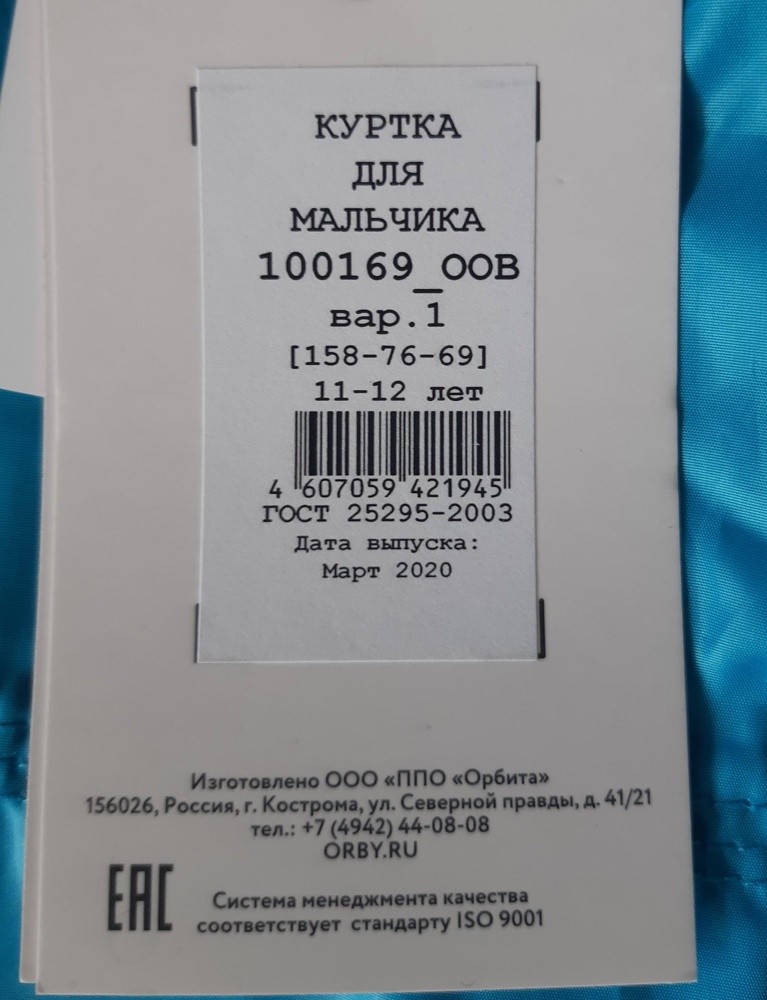 КУРТКА
ДЛЯ
МАЛЬЧИКА
100169_ООВ
вар.1
[158-76-69]
11-12 лет
4 607059 421945
ГОСТ 25295-2003
Дата выпуска:
Март 2020
Изготовлено ООО «ППО «Орбита»
156026, Россия, г. Кострома, ул. Северной правды, д. 41/21
тел.: +7 (4942) 44-08-08
ORBY.RU
EAC
Система менеджмента качества
соответствует стандарту ISO 9001